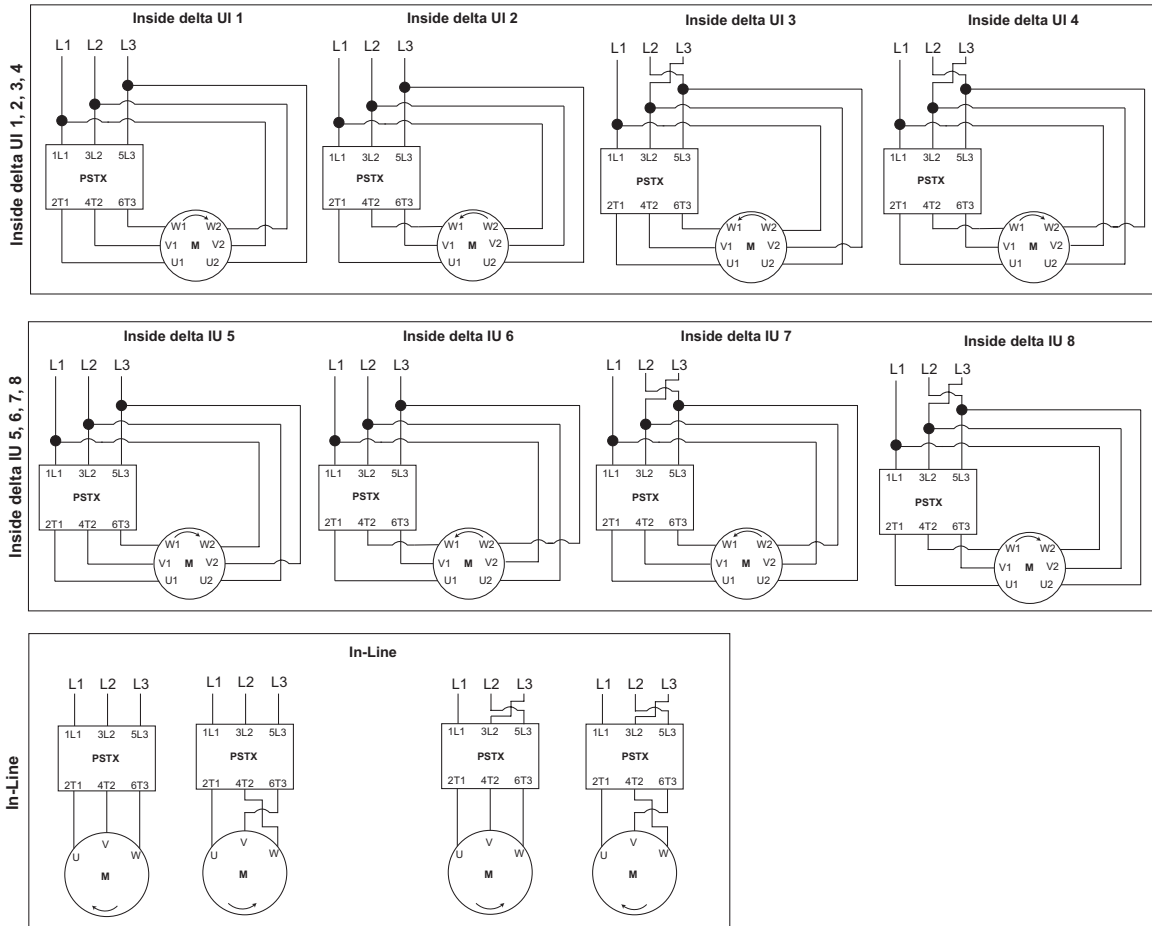 Inside delta UI 1, 2, 3, 4
Inside delta UI 1 Inside delta UI 2 Inside delta UI 3 Inside delta UI 4
L1 L2 L3 L1 L2 L3 L1 L2 L3 L1 L2 L3
1L1 3L2 5L3 1L1 3L2 5L3 1L1 3L2 5L3 1L1 3L2 5L3
PSTX PSTX PSTX PSTX
2T1 4T2 6T3 2T1 4T2 6T3 2T1 4T2 6T3 2T1 4T2 6T3
W1 W2 W1 W2 W1 W2 W1 W2
V1 M V2 V1 M V2 V1 M V2 V1 M V2
U1 U2 U1 U2 U1 U2 U1 U2
Inside delta IU 5, 6, 7, 8
Inside delta IU 5 Inside delta IU 6 Inside delta IU 7 Inside delta IU 8
L1 L2 L3 L1 L2 L3 L1 L2 L3 L1 L2 L3
1L1 3L2 5L3 1L1 3L2 5L3 1L1 3L2 5L3 1L1 3L2 5L3
PSTX PSTX PSTX PSTX
2T1 4T2 6T3 2T1 4T2 6T3 2T1 4T2 6T3 2T1 4T2 6T3
W1 W2 W1 W2 W1 W2 W1 W2
V1 M V2 V1 M V2 V1 M V2 V1 M V2
U1 U2 U1 U2 U1 U2 U1 U2
In-Line
In-Line
L1 L2 L3 L1 L2 L3 L1 L2 L3 L1 L2 L3
1L1 3L2 5L3 1L1 3L2 5L3 1L1 3L2 5L3 1L1 3L2 5L3
PSTX PSTX PSTX PSTX
2T1 4T2 6T3 2T1 4T2 6T3 2T1 4T2 6T3 2T1 4T2 6T3
U V W U V W U V W U V W
M M M M